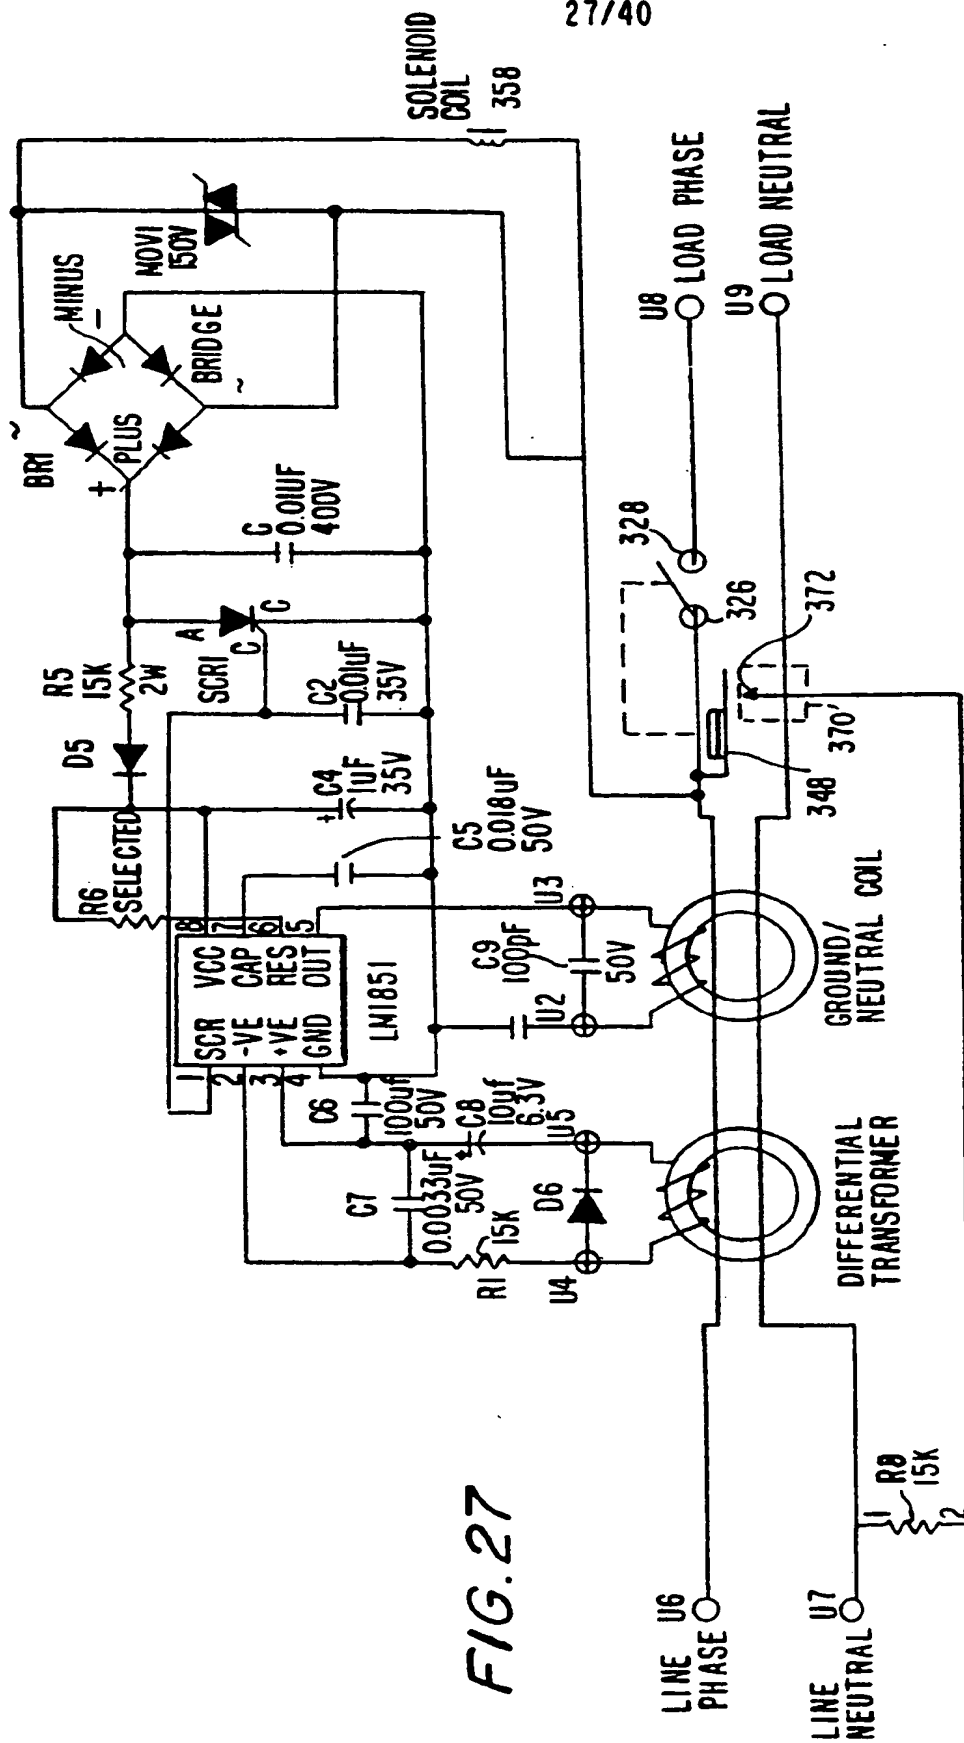 27/40
SOLENOID
COIL
358
MOV1
150V
MINUS
−
BRIDGE
~
~
BR1
PLUS
+
C
0.01UF
400V
A
C
C
SCR1
R5
15K
2W
D5
C2
0.01uF
35V
C4
+
1uF
35V
C5
0.018uF
50V
R6
SELECTED
8
7
6
5
VCC
CAP
RES
OUT
SCR
-VE
+VE
GND
1
2
3
4
LM1851
C6
100uf
50V
C7
0.0033uF
50V
C8
+
10uf
6.3V
C9
100pF
50V
U2
U3
U5
U4
D6
R1
15K
GROUND/
NEUTRAL COIL
DIFFERENTIAL
TRANSFORMER
U8
LOAD PHASE
U9
LOAD NEUTRAL
328
326
372
370'
348
FIG.27
LINE
PHASE
U6
LINE
NEUTRAL
U7
1
R8
15K
2